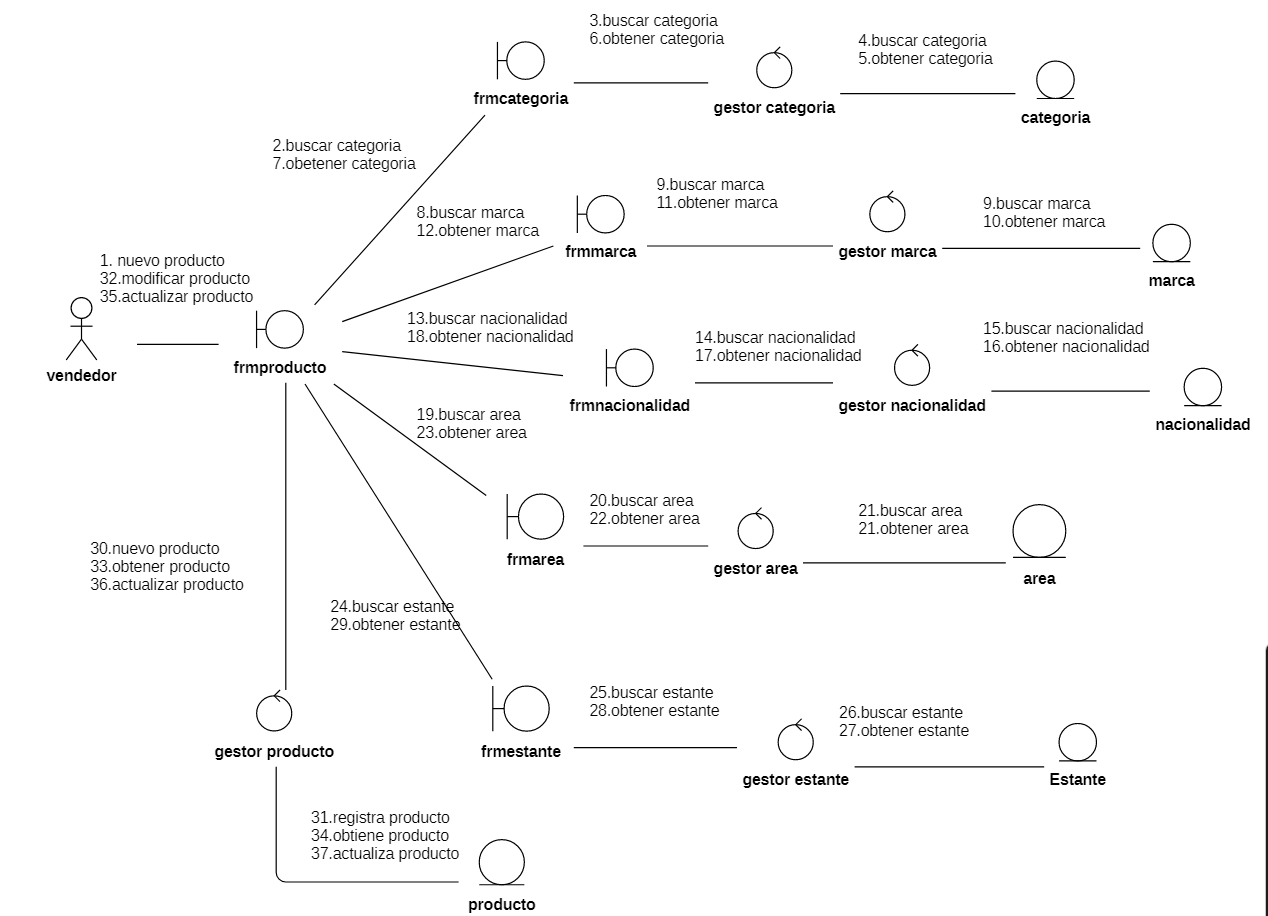 3.buscar categoria
6.obtener categoria
4.buscar categoria
5.obtener categoria
frmcategoria
gestor categoria
categoria
2.buscar categoria
7.obetener categoria
9.buscar marca
11.obtener marca
8.buscar marca
12.obtener marca
9.buscar marca
10.obtener marca
frmmarca
gestor marca
marca
1. nuevo producto
32.modificar producto
35.actualizar producto
vendedor
frmproducto
13.buscar nacionalidad
18.obtener nacionalidad
14.buscar nacionalidad
17.obtener nacionalidad
15.buscar nacionalidad
16.obtener nacionalidad
frmnacionalidad
gestor nacionalidad
nacionalidad
19.buscar area
23.obtener area
20.buscar area
22.obtener area
21.buscar area
21.obtener area
frmarea
gestor area
area
30.nuevo producto
33.obtener producto
36.actualizar producto
24.buscar estante
29.obtener estante
25.buscar estante
28.obtener estante
26.buscar estante
27.obtener estante
gestor producto
frmestante
gestor estante
Estante
31.registra producto
34.obtiene producto
37.actualiza producto
producto